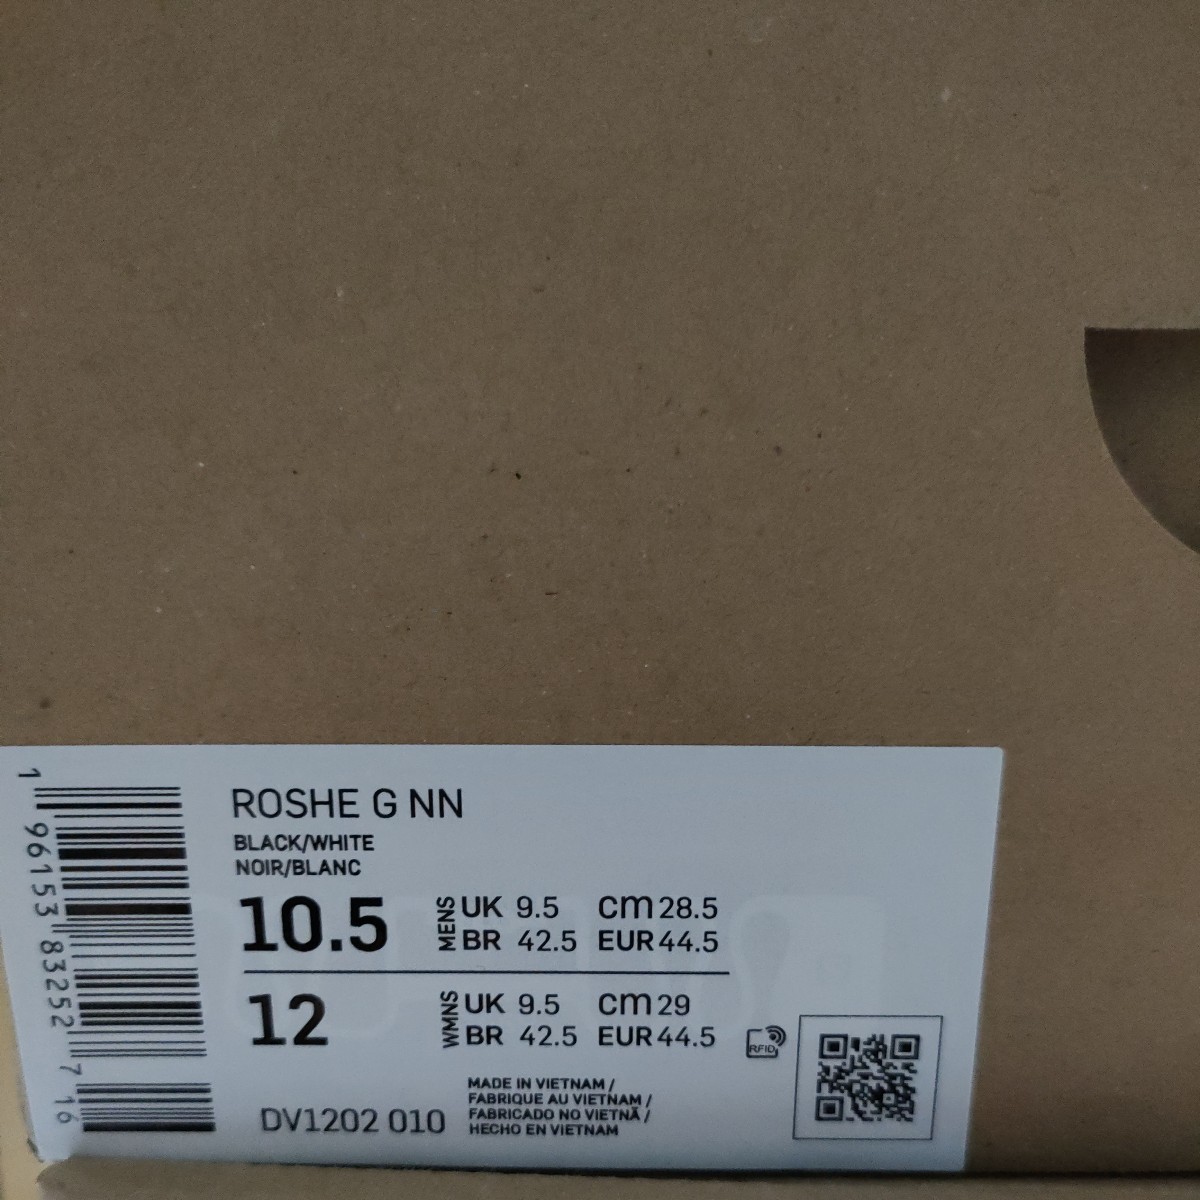 ROSHE G NN
BLACK/WHITE
NOIR/BLANC
10.5 MENS UK 9.5 CM 28.5
BR 42.5 EUR 44.5
12 WMNS UK 9.5 CM 29
BR 42.5 EUR 44.5
RFID
MADE IN VIETNAM /
FABRIQUE AU VIETNAM /
FABRICADO NO VIETNÃ /
HECHO EN VIETNAM
DV1202 010
1 96153 83252 7 16